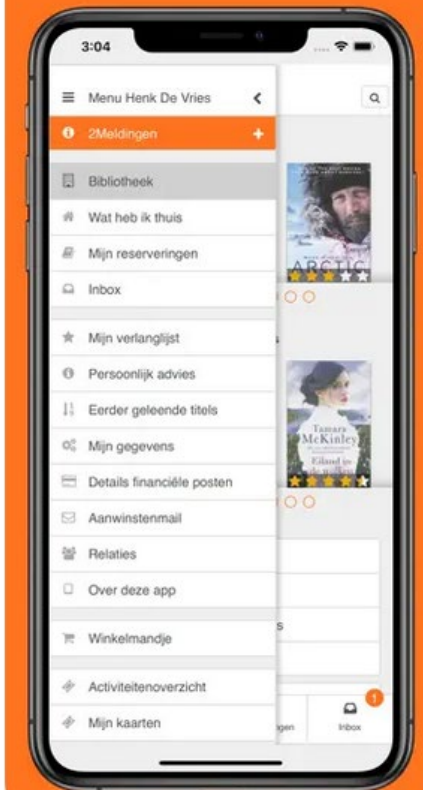 3:04
Menu Henk De Vries
2Meldingen
Bibliotheek
Wat heb ik thuis
Mijn reserveringen
Inbox
Mijn verlanglijst
Persoonlijk advies
Eerder geleende titels
Mijn gegevens
Details financiële posten
Aanwinstenmail
Relaties
Over deze app
Winkelmandje
Activiteitenoverzicht
Mijn kaarten
ARCTIC
s
Tamara
McKinley
Eiland in
s
1
gen
Inbox